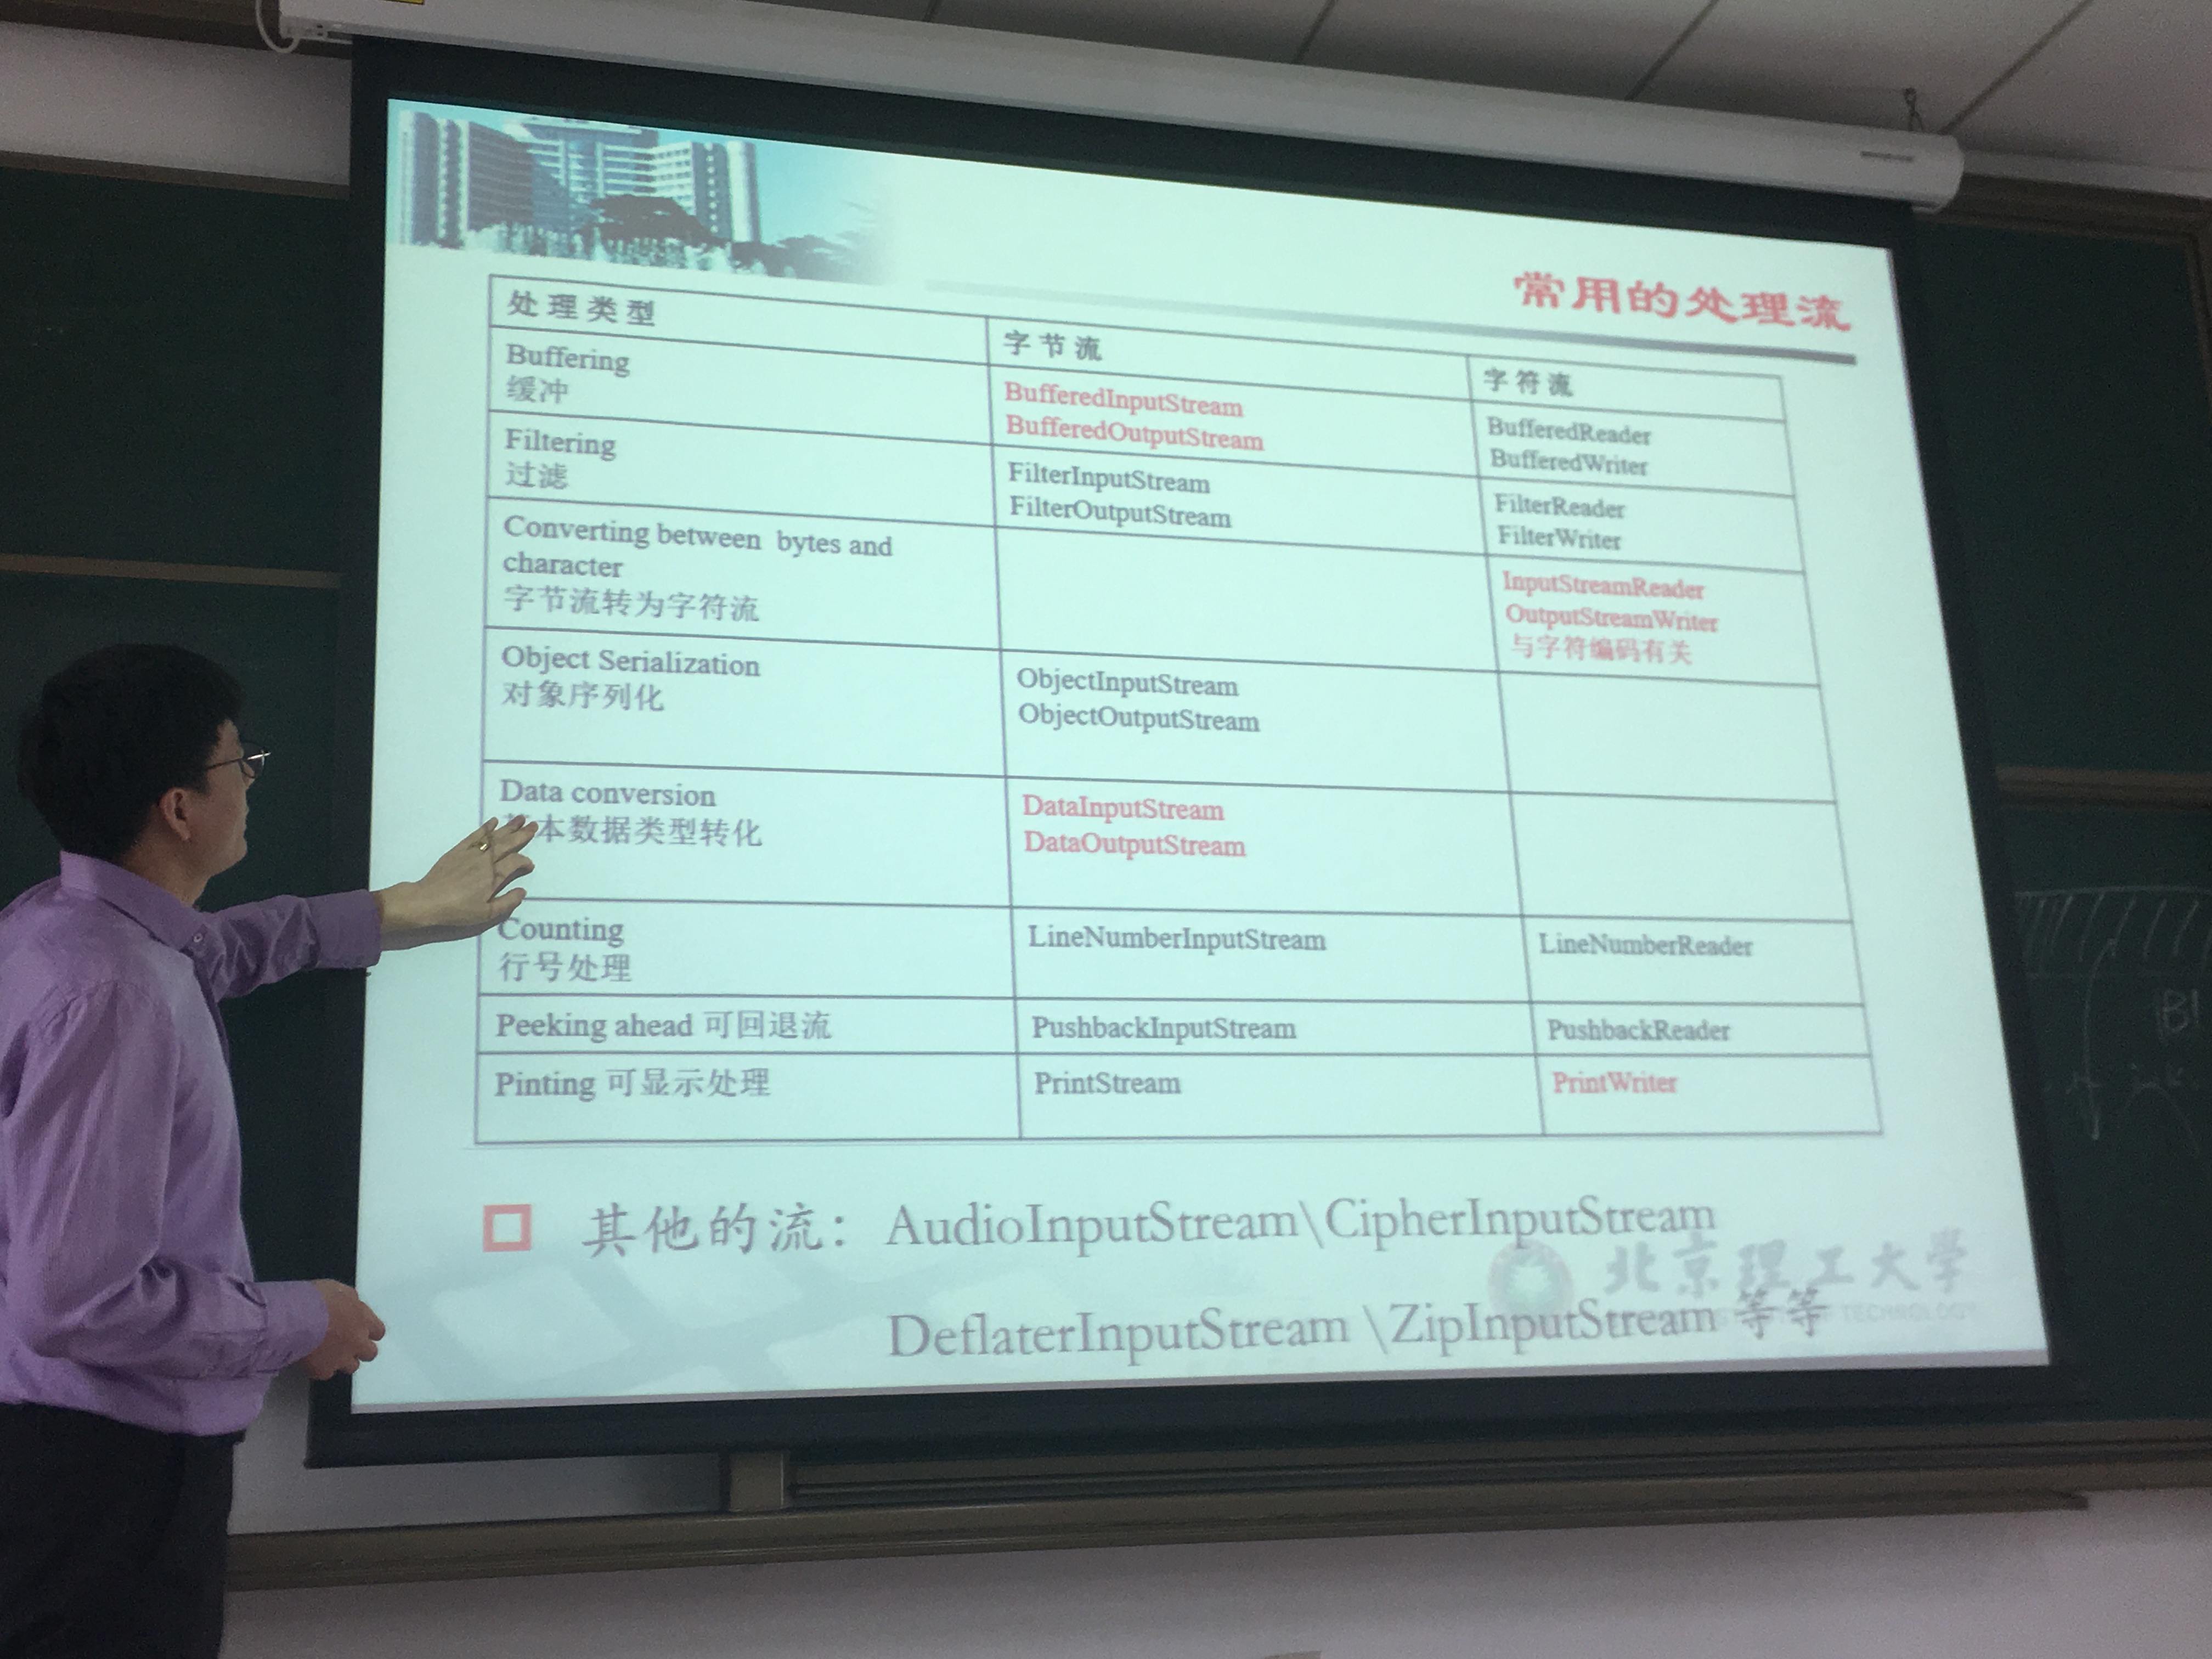 常用的处理流
处理类型
字节流
字符流
Buffering
缓冲
BufferedInputStream
BufferedOutputStream
BufferedReader
BufferedWriter
Filtering
过滤
FilterInputStream
FilterOutputStream
FilterReader
FilterWriter
Converting between bytes and
character
字节流转为字符流
InputStreamReader
OutputStreamWriter
与字符编码有关
Object Serialization
对象序列化
ObjectInputStream
ObjectOutputStream
Data conversion
本数据类型转化
DataInputStream
DataOutputStream
Counting
行号处理
LineNumberInputStream
LineNumberReader
Peeking ahead 可回退流
PushbackInputStream
PushbackReader
Pinting 可显示处理
PrintStream
PrintWriter
其他的流：AudioInputStream\CipherInputStream
北京理工大学
DeflaterInputStream \ZipInputStream 等等
TECHNOLOGY